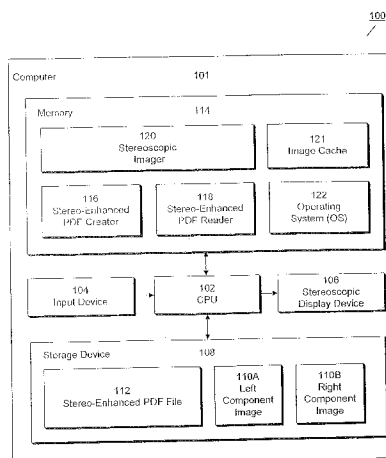 100
Computer 101
Memory 114
120
Stereoscopic
Imager
121
Image Cache
116
Stereo-Enhanced
PDF Creator
118
Stereo-Enhanced
PDF Reader
122
Operating
System (OS)
104
Input Device
102
CPU
106
Stereoscopic
Display Device
Storage Device 108
112
Stereo-Enhanced PDF File
110A
Left
Component
Image
110B
Right
Component
Image